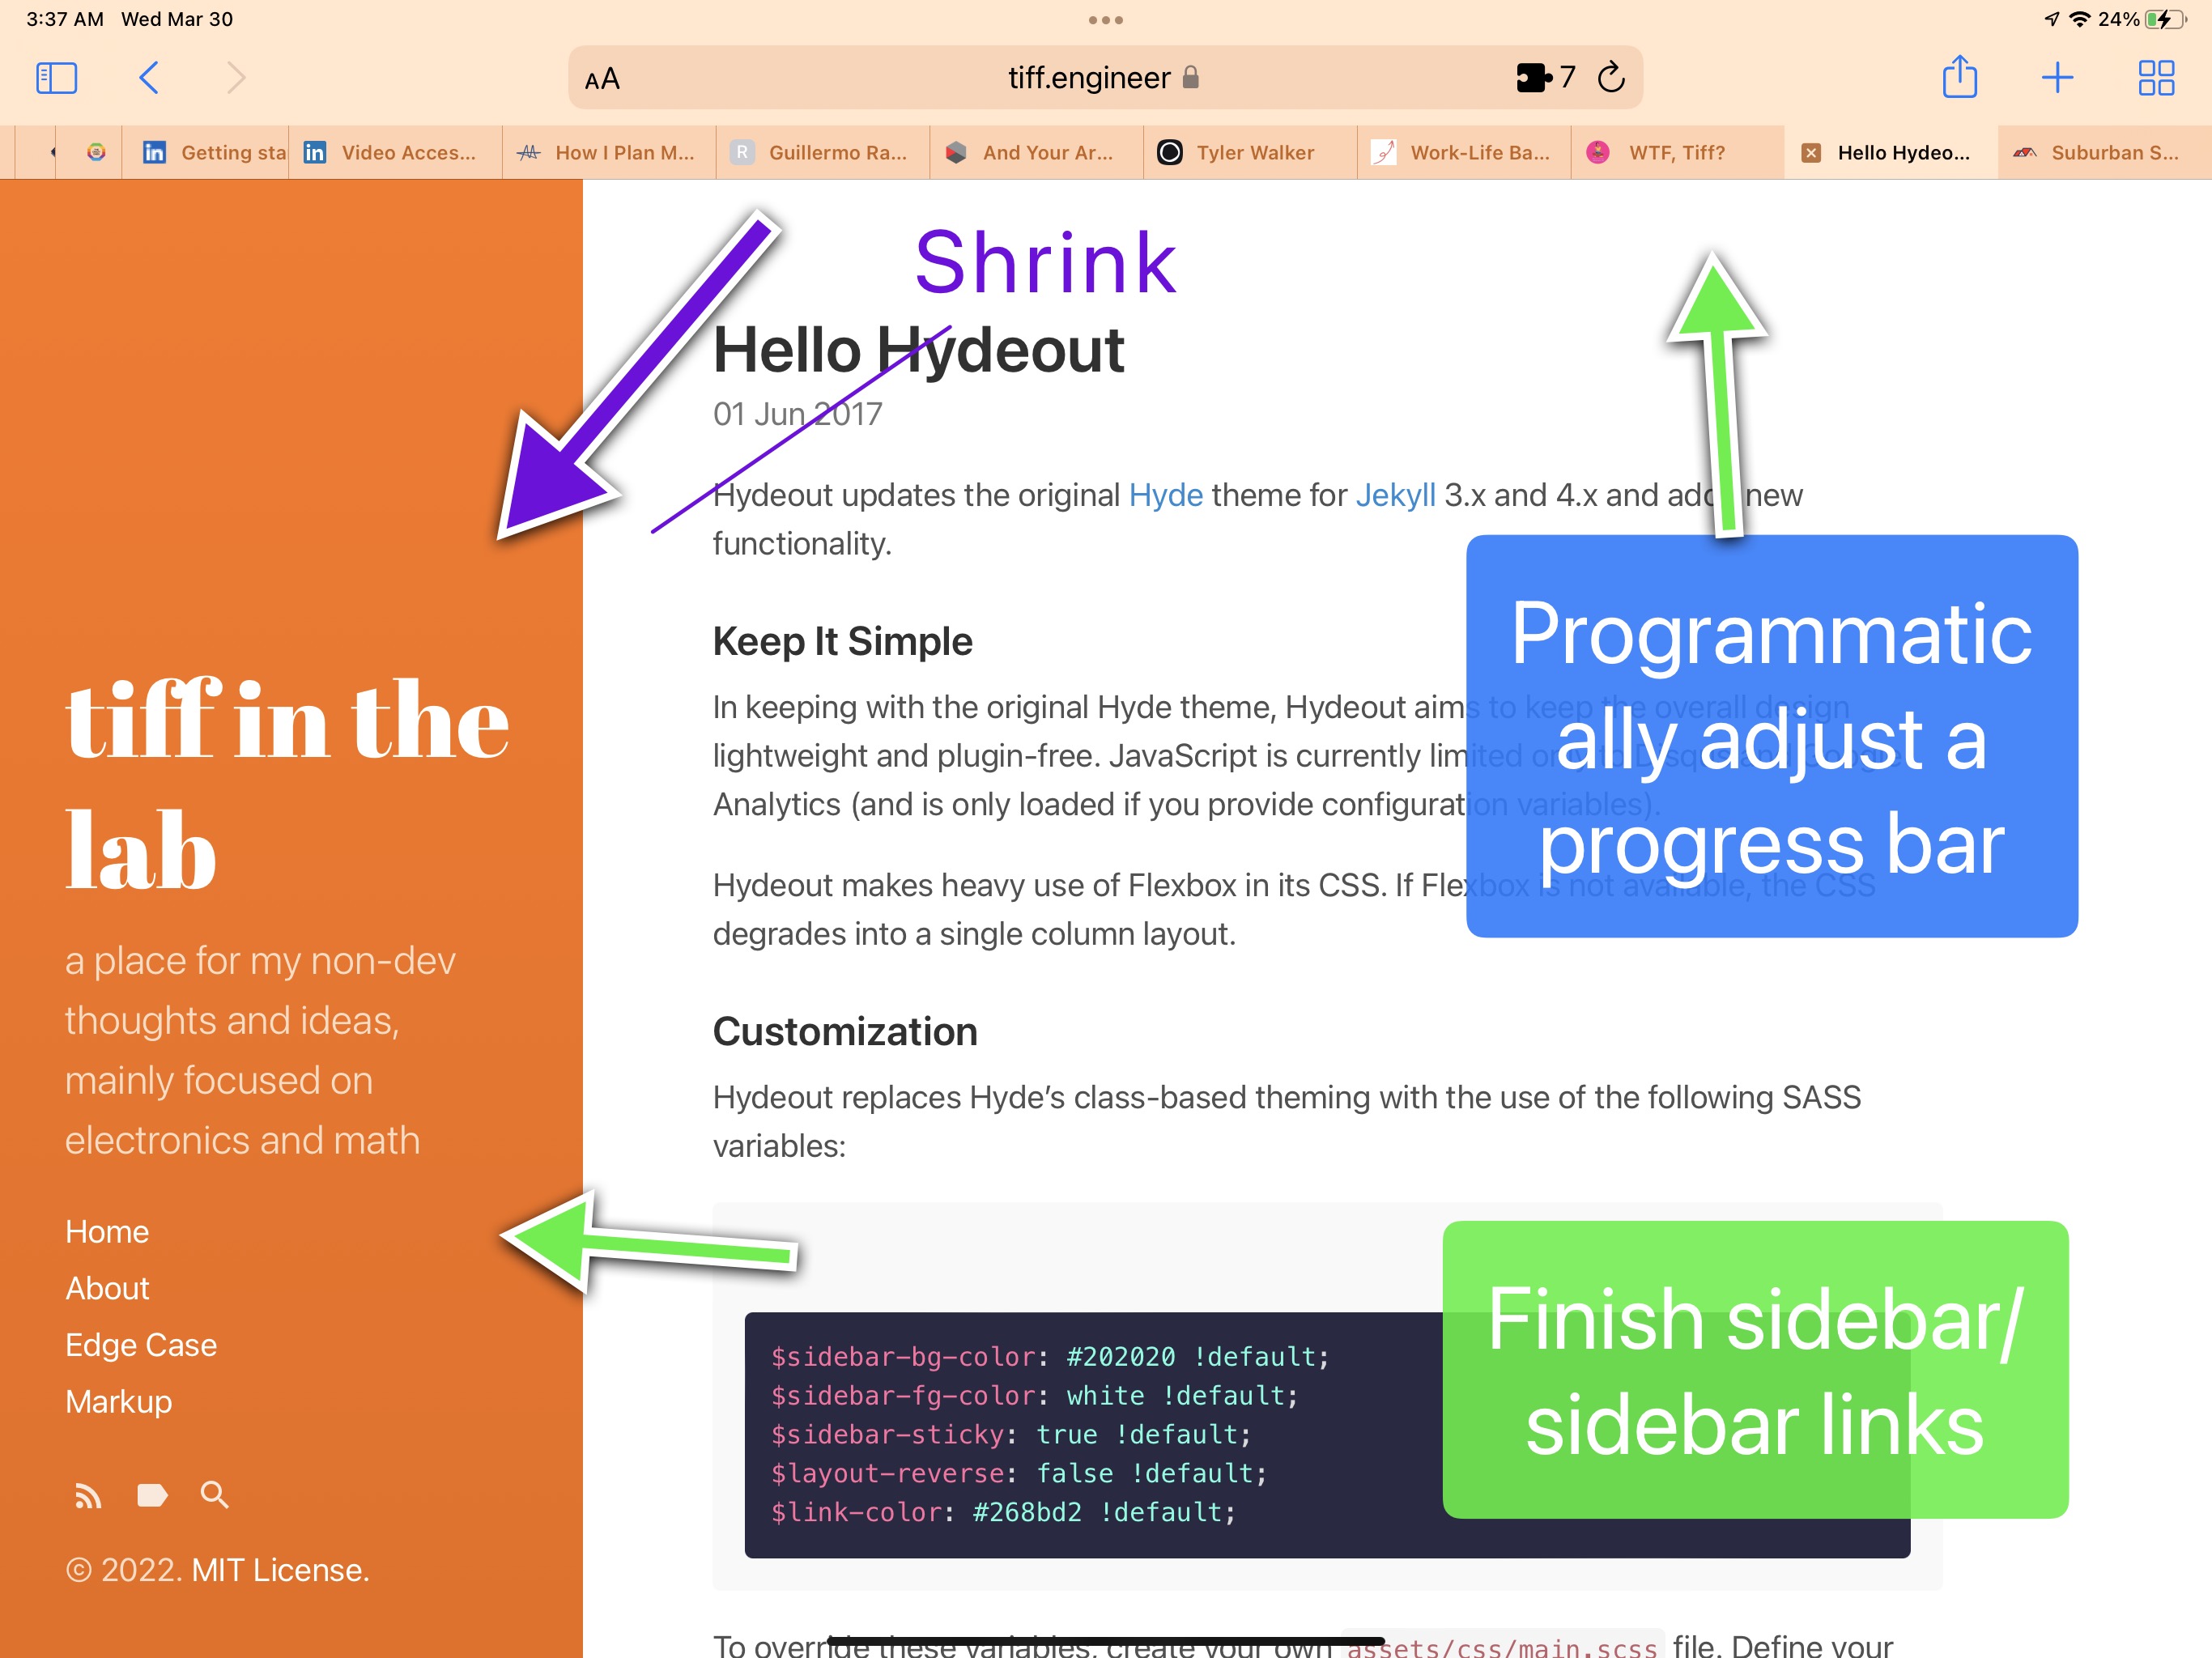 3:37 AM Wed Mar 30
24%
AA
tiff.engineer
7
Getting sta
Video Acces...
How I Plan M...
R
Guillermo Ra...
And Your Ar...
Tyler Walker
Work-Life Ba...
WTF, Tiff?
Hello Hydeo...
Suburban S...
tiff in the
lab
a place for my non-dev
thoughts and ideas,
mainly focused on
electronics and math
Home
About
Edge Case
Markup
© 2022. MIT License.
Shrink
Hello Hydeout
01 Jun 2017
Hydeout updates the original Hyde theme for Jekyll 3.x and 4.x and adds new
functionality.
Keep It Simple
In keeping with the original Hyde theme, Hydeout aims to keep the overall design
lightweight and plugin-free. JavaScript is currently limited only to Disqus and Google
Analytics (and is only loaded if you provide configuration variables).
Hydeout makes heavy use of Flexbox in its CSS. If Flexbox is not available, the CSS
degrades into a single column layout.
Programmatic
ally adjust a
progress bar
Customization
Hydeout replaces Hyde’s class-based theming with the use of the following SASS
variables:
$sidebar-bg-color: #202020 !default;
$sidebar-fg-color: white !default;
$sidebar-sticky: true !default;
$layout-reverse: false !default;
$link-color: #268bd2 !default;
Finish sidebar/
sidebar links
To override these variables, create your own assets/css/main.scss file. Define your